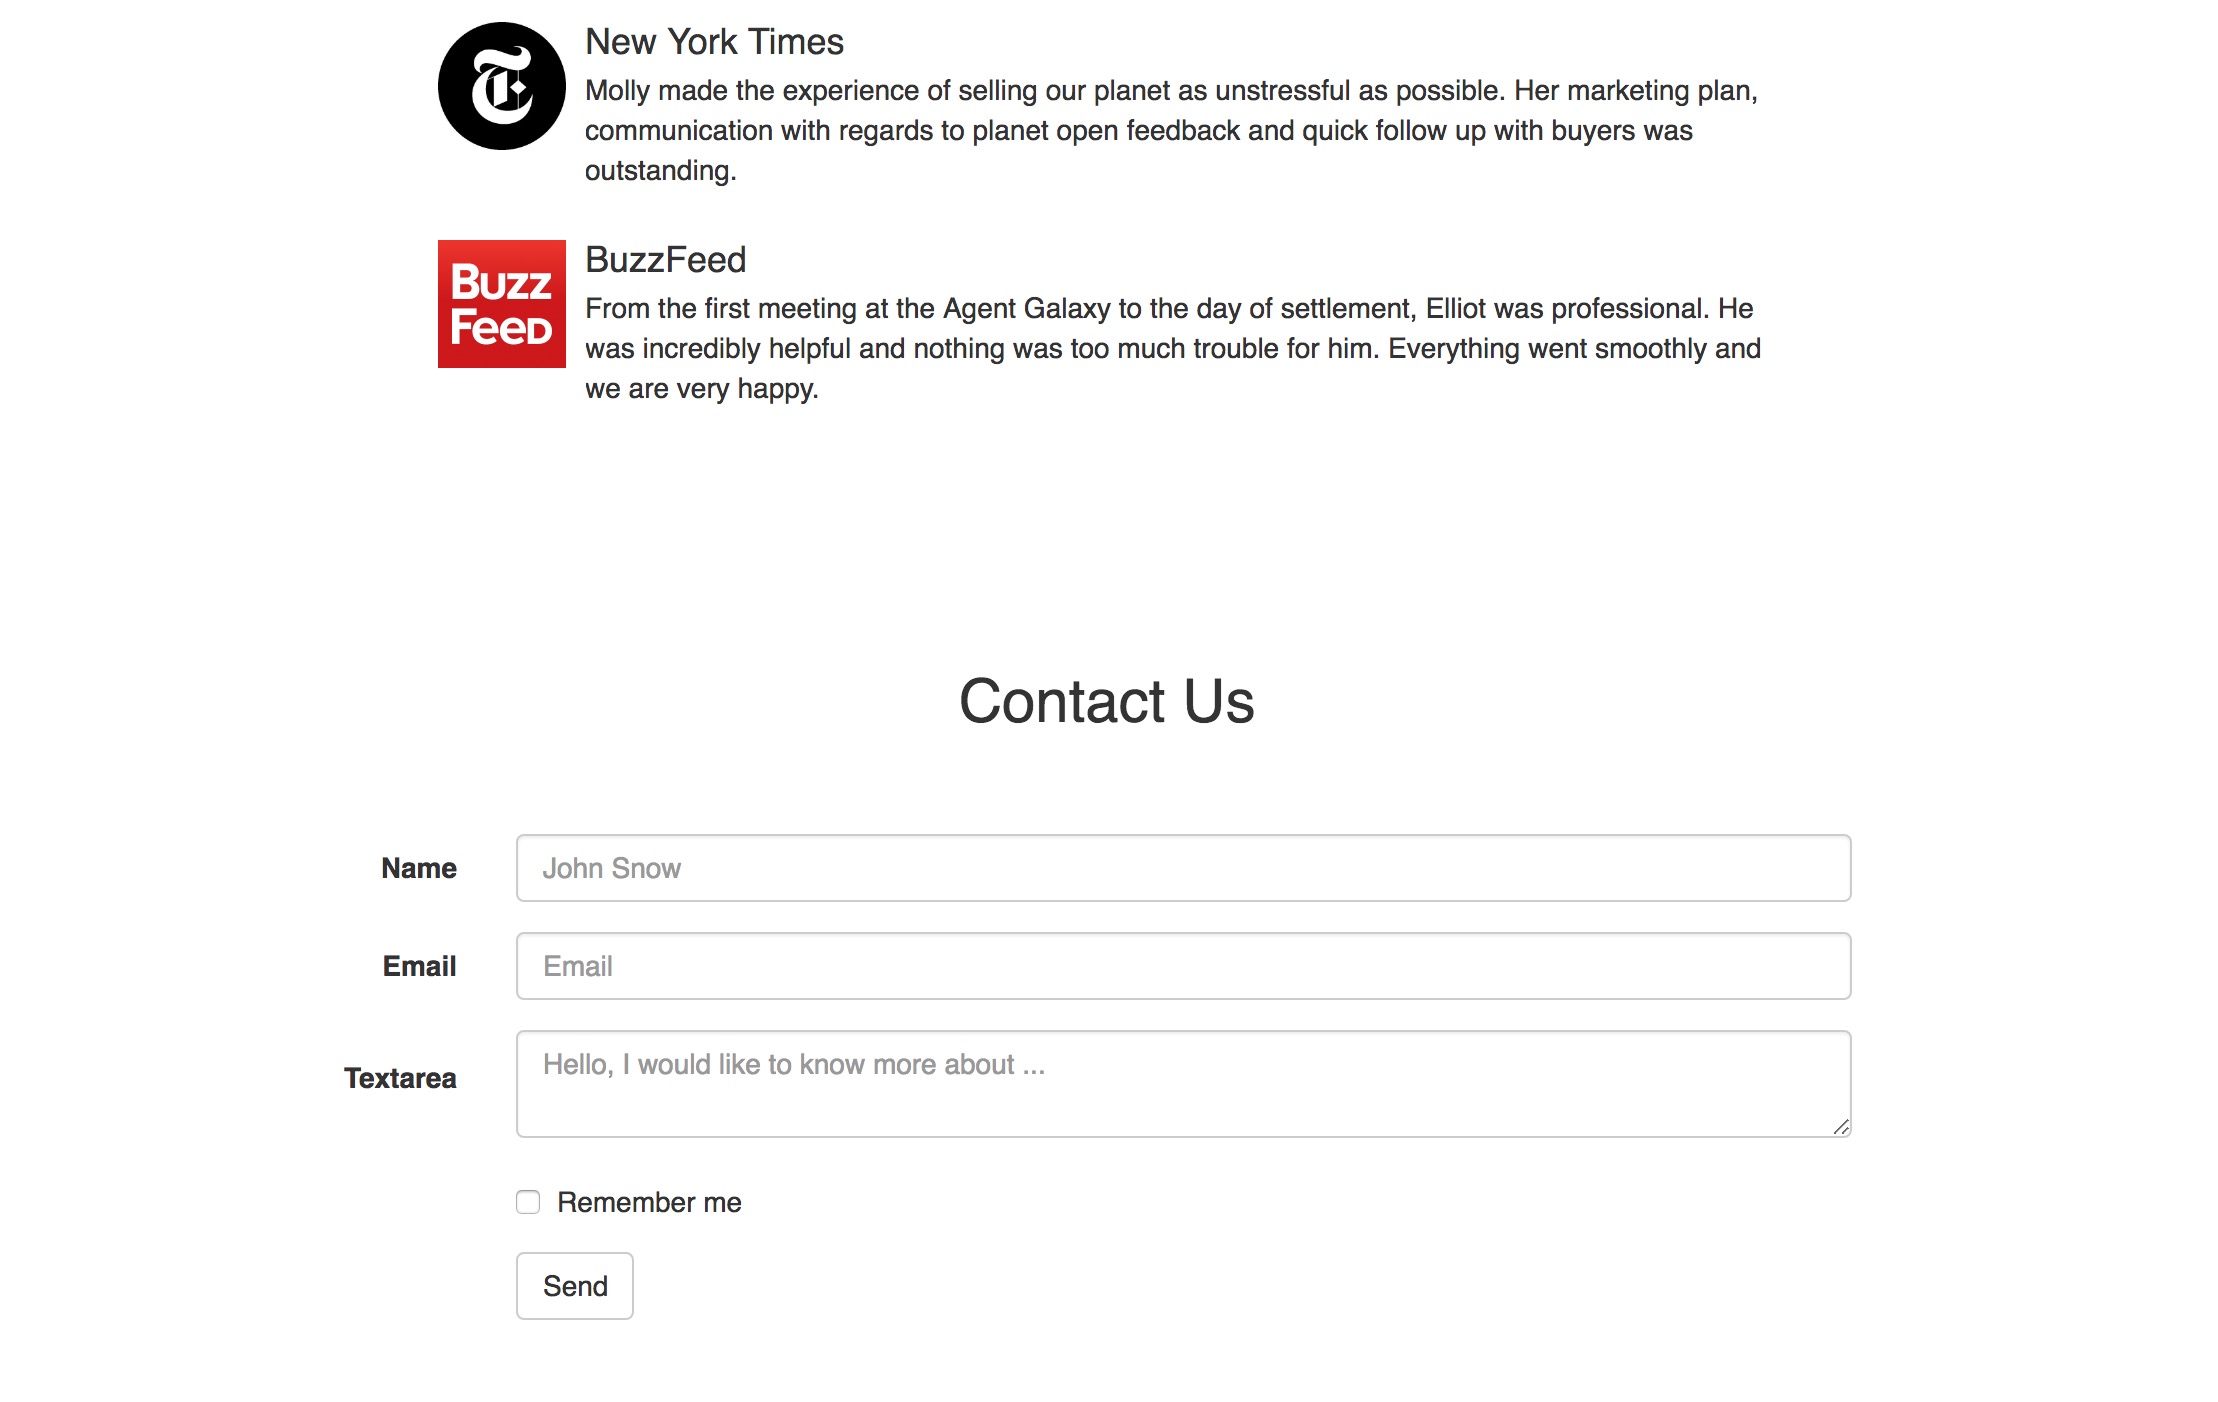 New York Times
Molly made the experience of selling our planet as unstressful as possible. Her marketing plan,
communication with regards to planet open feedback and quick follow up with buyers was
outstanding.
BuzzFeed
Buzz
Feed
From the first meeting at the Agent Galaxy to the day of settlement, Elliot was professional. He
was incredibly helpful and nothing was too much trouble for him. Everything went smoothly and
we are very happy.
Contact Us
Name
John Snow
Email
Email
Textarea
Hello, I would like to know more about ...
Remember me
Send